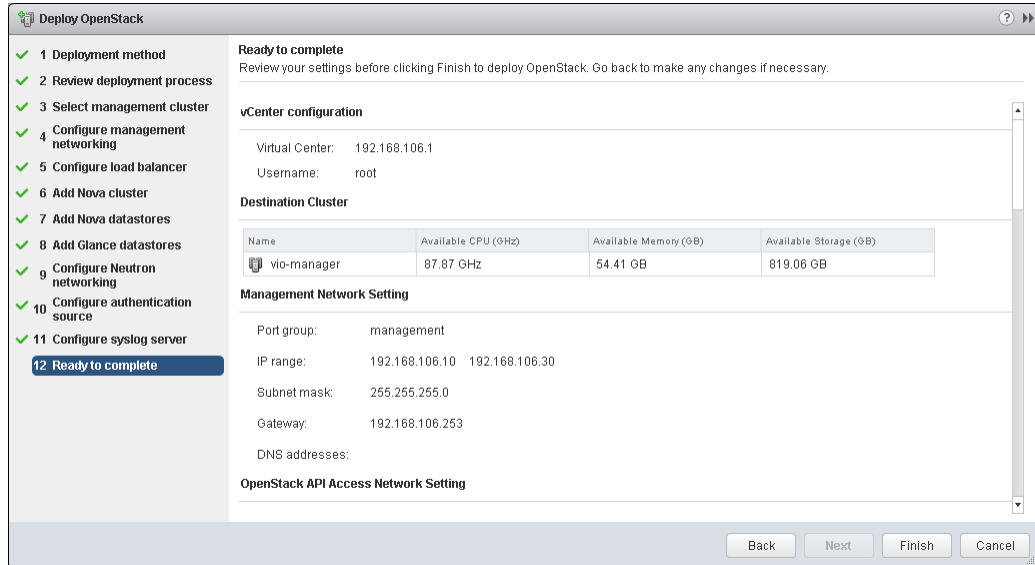 Deploy OpenStack
?
1 Deployment method
2 Review deployment process
3 Select management cluster
4 Configure management
networking
5 Configure load balancer
6 Add Nova cluster
7 Add Nova datastores
8 Add Glance datastores
9 Configure Neutron
networking
10 Configure authentication
source
11 Configure syslog server
12 Ready to complete
Ready to complete
Review your settings before clicking Finish to deploy OpenStack. Go back to make any changes if necessary.
vCenter configuration
Virtual Center: 192.168.106.1
Username: root
Destination Cluster
Name Available CPU (GHz) Available Memory (GB) Available Storage (GB)
vio-manager 87.87 GHz 54.41 GB 819.06 GB
Management Network Setting
Port group: management
IP range: 192.168.106.10 192.168.106.30
Subnet mask: 255.255.255.0
Gateway: 192.168.106.253
DNS addresses:
OpenStack API Access Network Setting
Back Next Finish Cancel